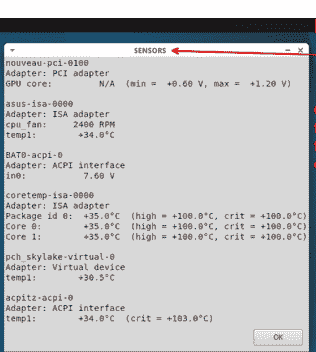 SENSORS
nouveau-pci-0100
Adapter: PCI adapter
GPU core: N/A (min = +0.60 V, max = +1.20 V)
asus-isa-0000
Adapter: ISA adapter
cpu_fan: 2400 RPM
temp1: +34.0°C
BAT0-acpi-0
Adapter: ACPI interface
in0: 7.60 V
coretemp-isa-0000
Adapter: ISA adapter
Package id 0: +35.0°C (high = +100.0°C, crit = +100.0°C)
Core 0: +35.0°C (high = +100.0°C, crit = +100.0°C)
Core 1: +35.0°C (high = +100.0°C, crit = +100.0°C)
pch_skylake-virtual-0
Adapter: Virtual device
temp1: +30.5°C
acpitz-acpi-0
Adapter: ACPI interface
temp1: +34.0°C (crit = +103.0°C)
OK